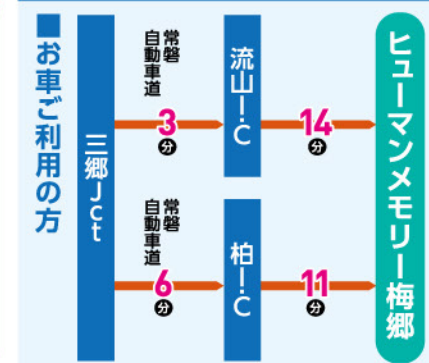 ■お車ご利用の方
三郷Jct
常磐
自動車道
3分
流山I.C
14分
常磐
自動車道
6分
柏I.C
11分
ヒューマンメモリー梅郷